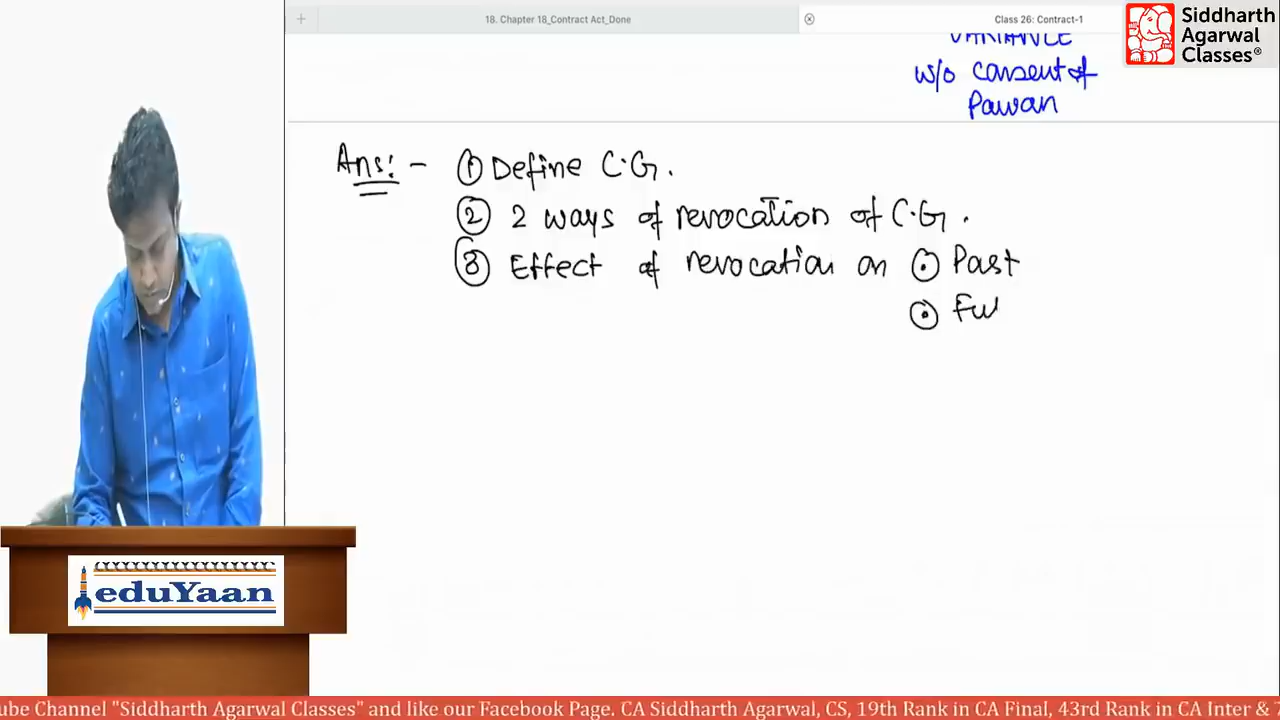 18. Chapter 18_Contract Act_Done
Class 26: Contract-1
Siddharth
Agarwal
Classes®
VARIANCE
w/o consent of
Pawan
Ans:- ① Define C.G.
② 2 ways of revocation of C.G.
③ Effect of revocation on ⊙ Past
⊙ Fu
eduYaan
ube Channel "Siddharth Agarwal Classes" and like our Facebook Page. CA Siddharth Agarwal, CS, 19th Rank in CA Final, 43rd Rank in CA Inter &